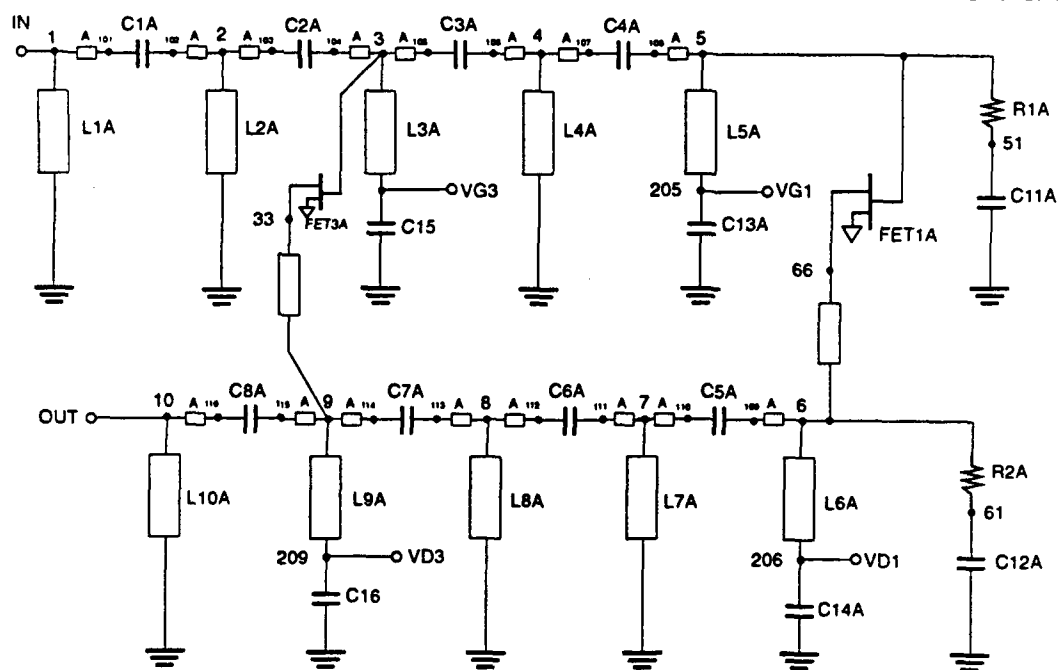 IN
1 A 101 C1A 102 A 2 A 103 C2A 104 A 3 A 105 C3A 106 A 4 A 107 C4A 108 A 5
L1A
L2A
L3A
L4A
L5A
R1A
51
VG3
205
VG1
C11A
33
FET3A
C15
C13A
FET1A
66
OUT
10 A 116 C8A 115 A 9 A 114 C7A 113 A 8 A 112 C6A 111 A 7 A 110 C5A 109 A 6
L10A
L9A
L8A
L7A
L6A
R2A
61
209
VD3
206
VD1
C12A
C16
C14A